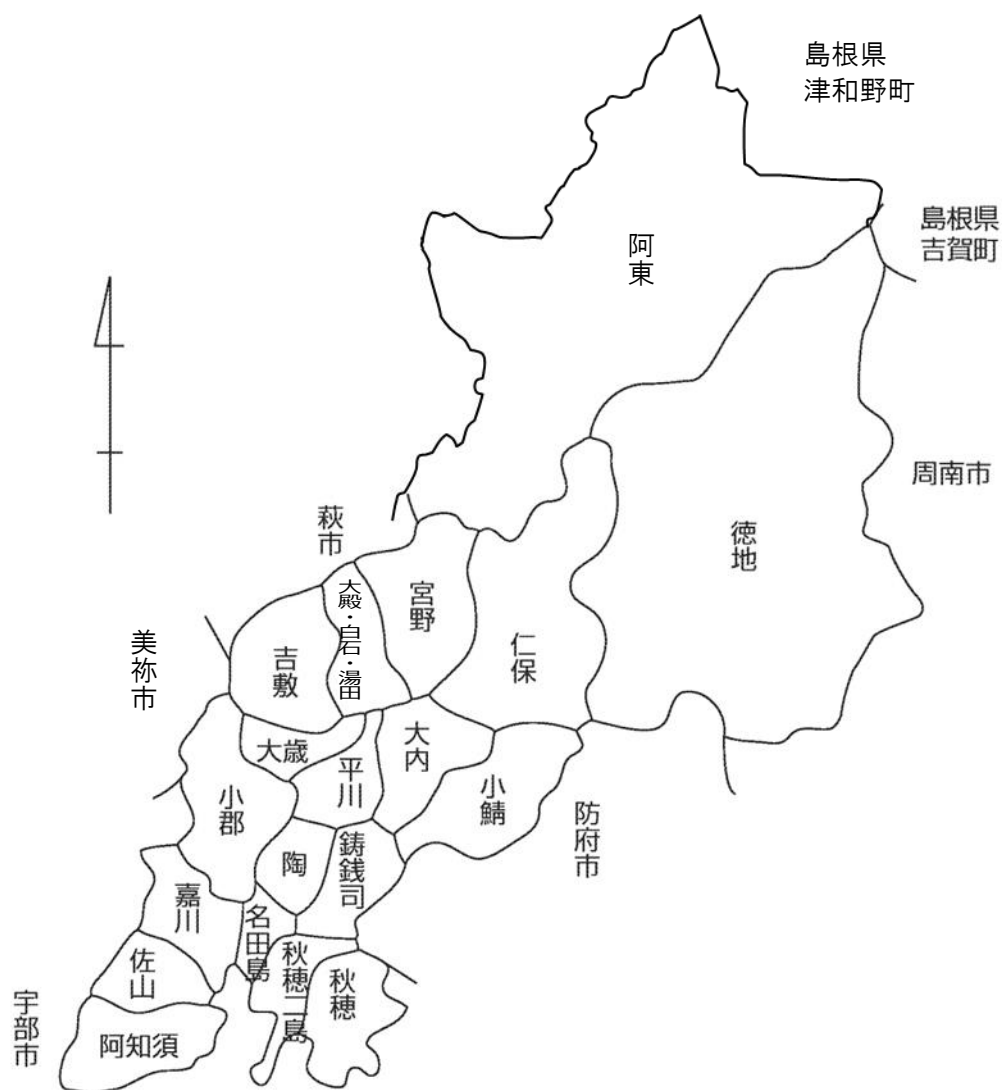 島根県
津和野町
島根県
吉賀町
阿東
周南市
徳地
萩市
宮野
大殿・白石・湯田
仁保
美祢市
吉敷
大歳
平川
大内
小鯖
小郡
防府市
陶
鋳銭司
嘉川
名田島
佐山
秋穂二島
秋穂
宇部市
阿知須